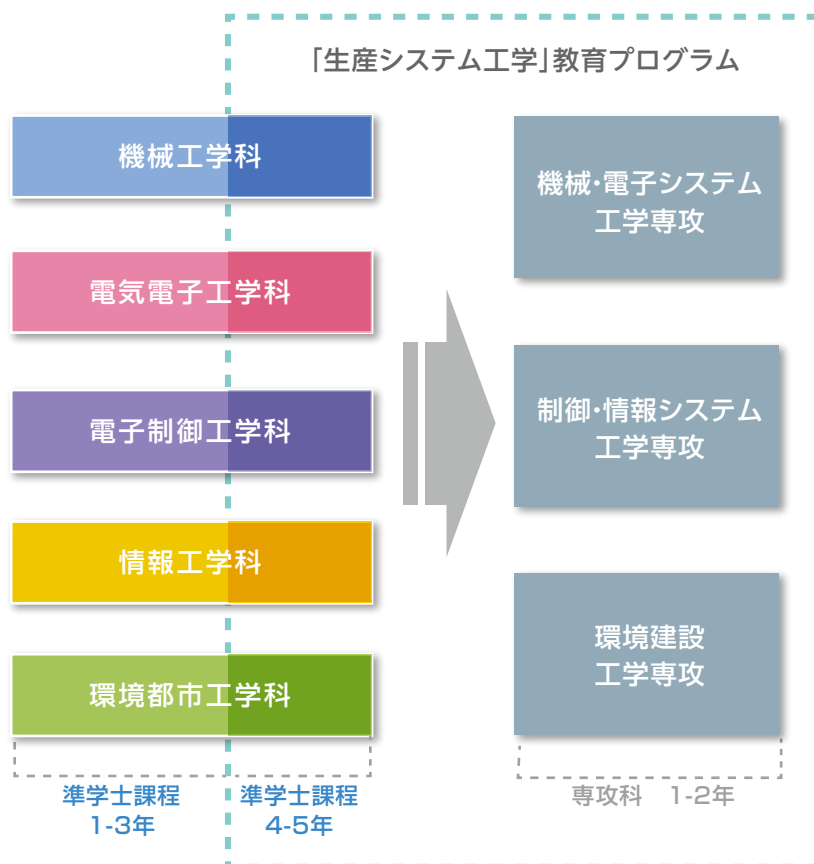 「生産システム工学」教育プログラム
機械工学科
電気電子工学科
電子制御工学科
情報工学科
環境都市工学科
機械・電子システム
工学専攻
制御・情報システム
工学専攻
環境建設
工学専攻
準学士課程
1-3年
準学士課程
4-5年
専攻科 1-2年